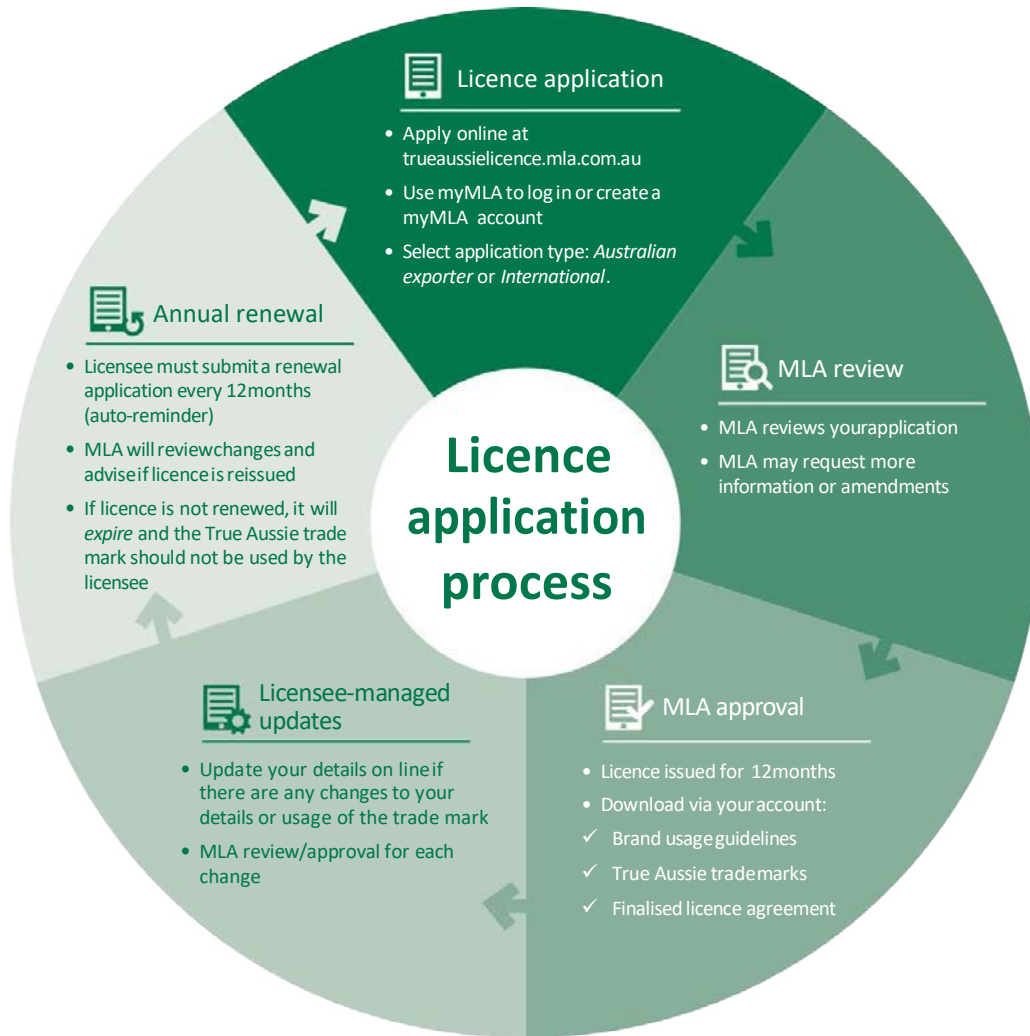 Licence application
• Apply online at
trueaussielicence.mla.com.au
• Use myMLA to log in or create a
myMLA account
• Select application type: Australian
exporter or International.
MLA review
• MLA reviews yourapplication
• MLA may request more
information or amendments
MLA approval
• Licence issued for 12months
• Download via youraccount:
✓ Brand usageguidelines
✓ True Aussie trademarks
✓ Finalised licence agreement
Licensee-managed
updates
• Update your details on lineif
there are any changes to your
details or usage of the trade mark
• MLA review/approval for each
change
Annual renewal
• Licensee must submita renewal
application every 12months
(auto-reminder)
• MLA will reviewchanges and
adviseif licenceis reissued
• If licence is not renewed, it will
expire and the True Aussie trade
mark should not be used by the
licensee
Licence
application
process